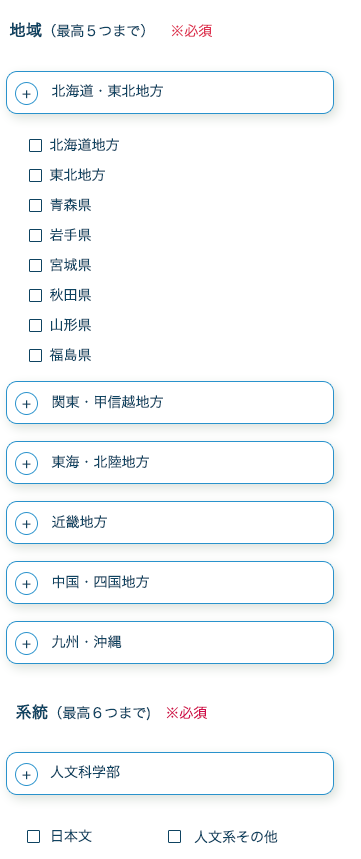 地域（最高５つまで） ※必須
＋ 北海道・東北地方
北海道地方
東北地方
青森県
岩手県
宮城県
秋田県
山形県
福島県
＋ 関東・甲信越地方
＋ 東海・北陸地方
＋ 近畿地方
＋ 中国・四国地方
＋ 九州・沖縄
系統（最高６つまで） ※必須
＋ 人文科学部
日本文 人文系その他